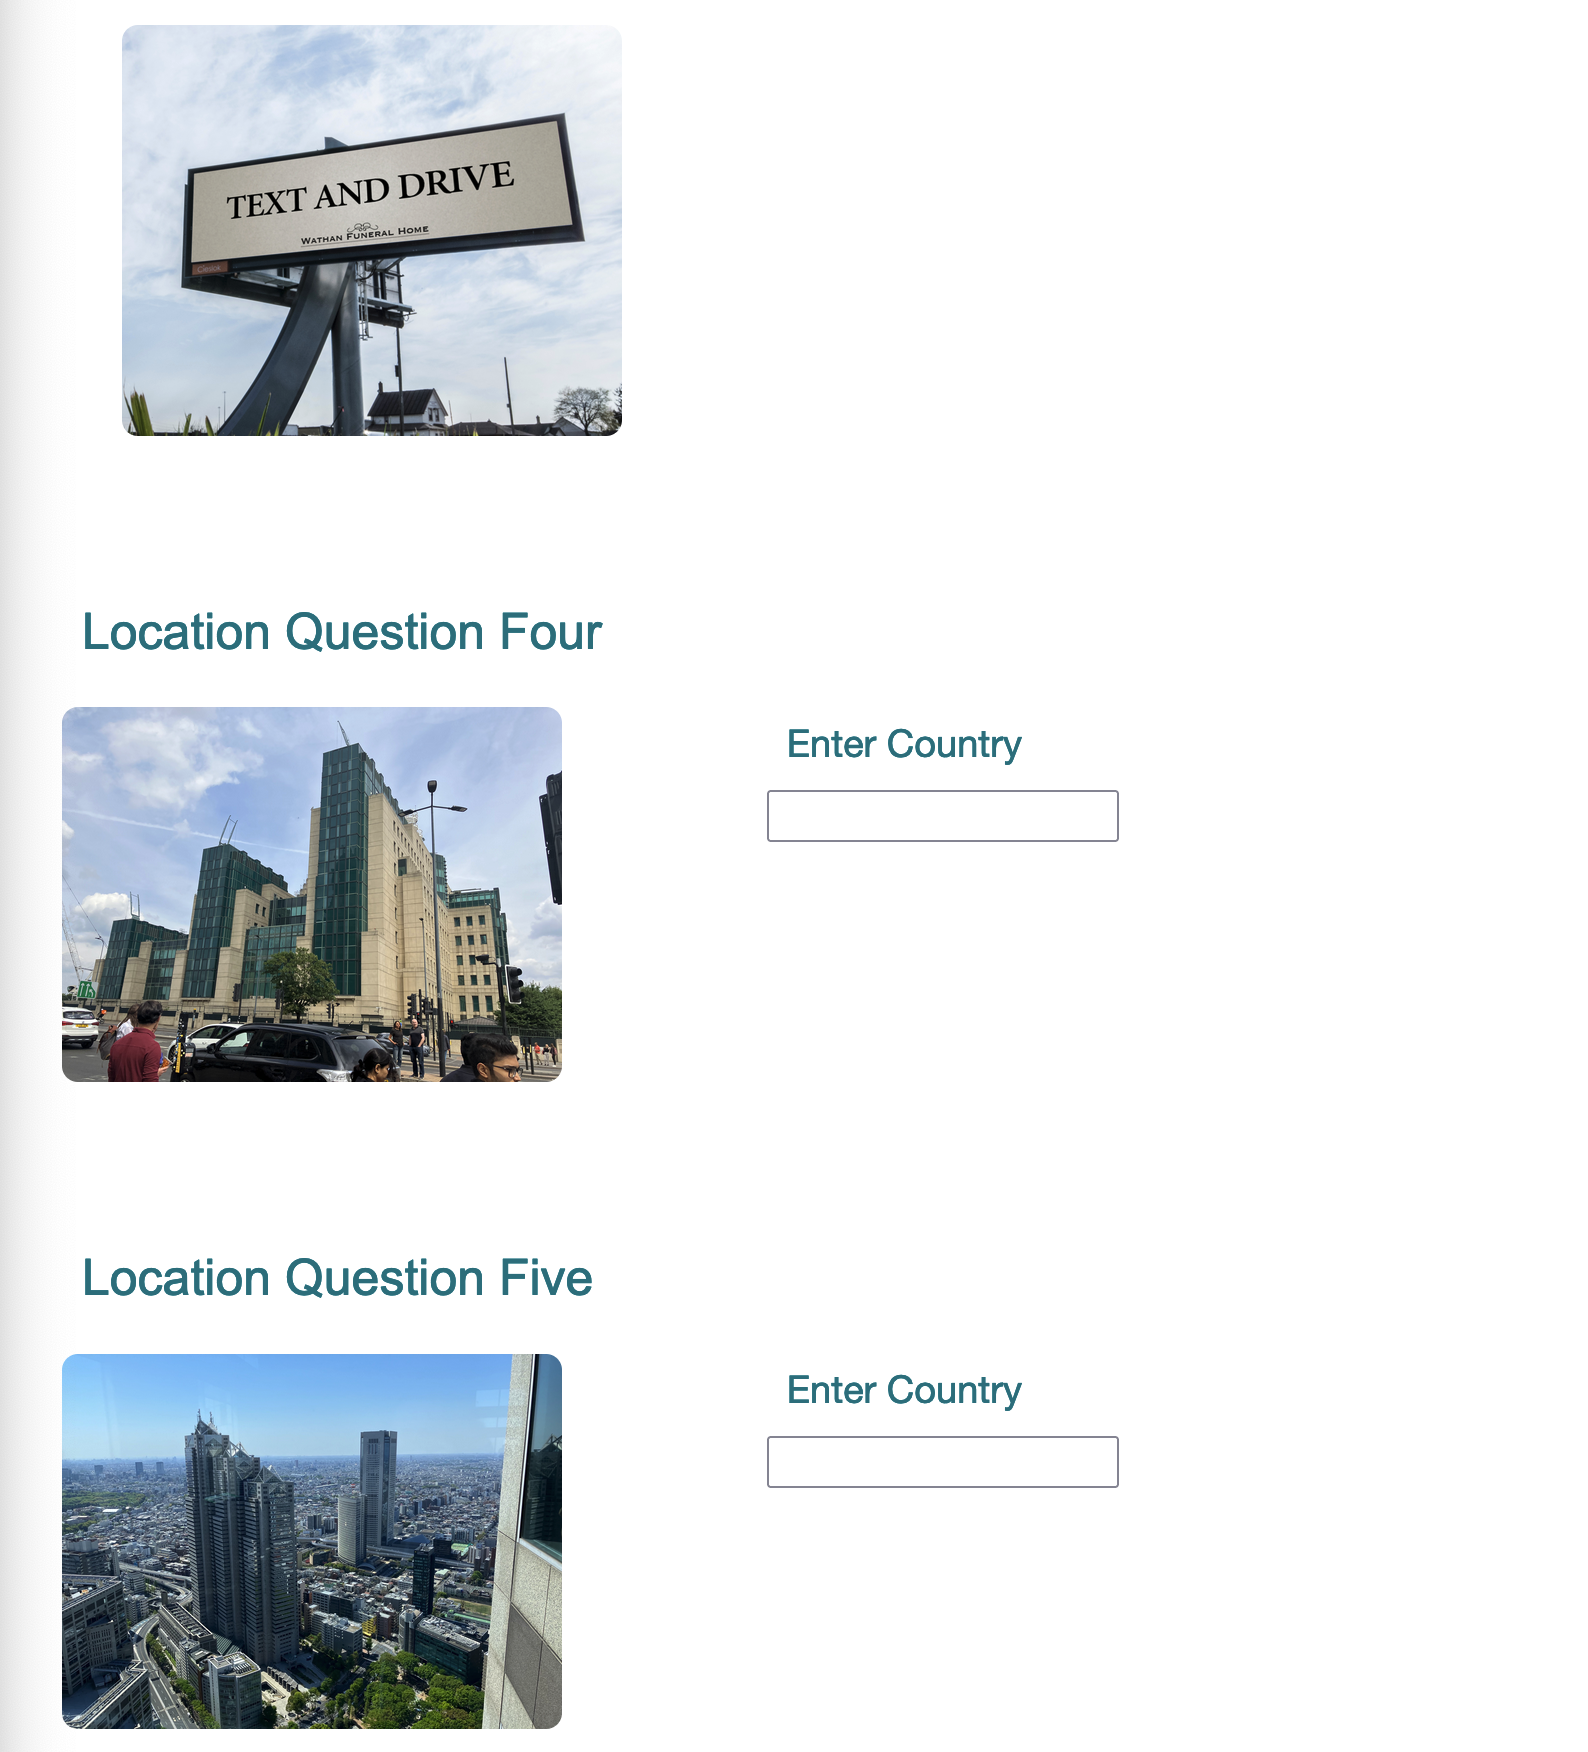 TEXT AND DRIVE
WATHAN FUNERAL HOME
Location Question Four
Enter Country
Location Question Five
Enter Country